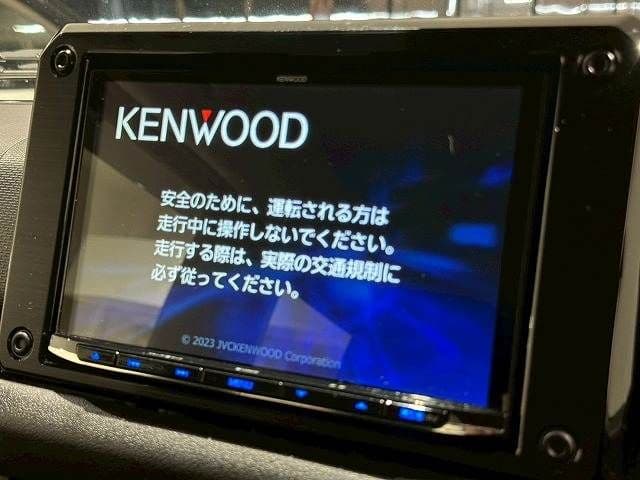 KENWOOD
KENWOOD
安全のために、運転される方は
走行中に操作しないでください。
走行する際は、実際の交通規制に
必ず従ってください。
© 2023 JVCKENWOOD Corporation
MENU